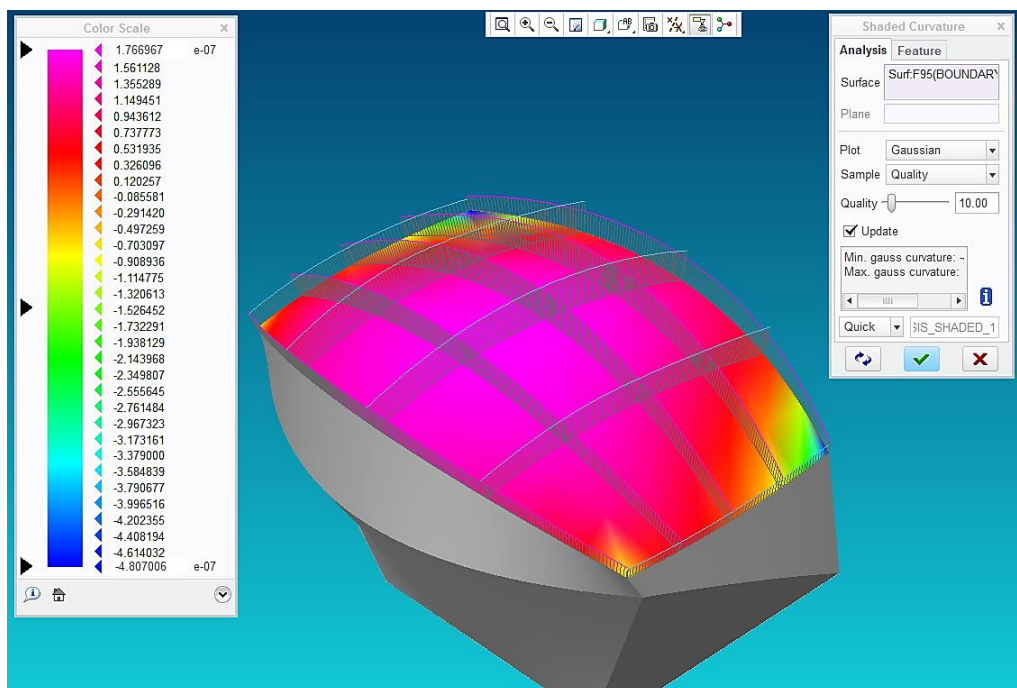 Color Scale
1.766967 e-07
1.561128
1.355289
1.149451
0.943612
0.737773
0.531935
0.326096
0.120257
-0.085581
-0.291420
-0.497259
-0.703097
-0.908936
-1.114775
-1.320613
-1.526452
-1.732291
-1.938129
-2.143968
-2.349807
-2.555645
-2.761484
-2.967323
-3.173161
-3.379000
-3.584839
-3.790677
-3.996516
-4.202355
-4.408194
-4.614032
-4.807006 e-07
Shaded Curvature
Analysis Feature
Surface Surf:F95(BOUNDARY
Plane
Plot Gaussian
Sample Quality
Quality 10.00
Update
Min. gauss curvature: -
Max. gauss curvature:
Quick SIS_SHADED_1